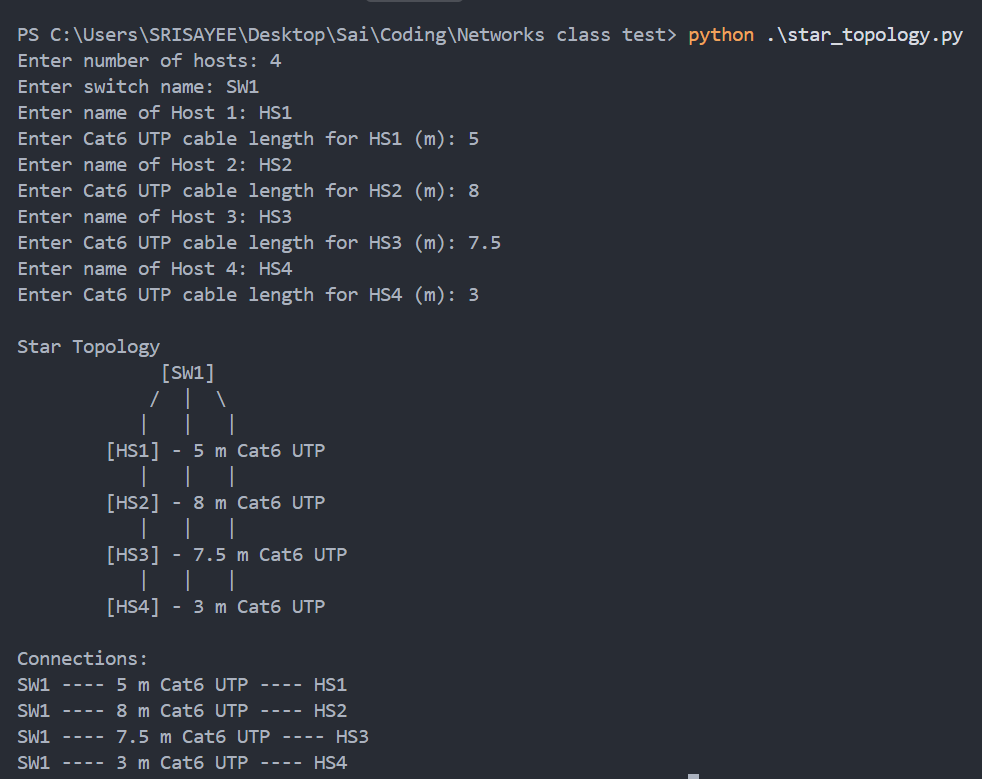 PS C:\Users\SRISAYEE\Desktop\Sai\Coding\Networks class test> python .\star_topology.py
Enter number of hosts: 4
Enter switch name: SW1
Enter name of Host 1: HS1
Enter Cat6 UTP cable length for HS1 (m): 5
Enter name of Host 2: HS2
Enter Cat6 UTP cable length for HS2 (m): 8
Enter name of Host 3: HS3
Enter Cat6 UTP cable length for HS3 (m): 7.5
Enter name of Host 4: HS4
Enter Cat6 UTP cable length for HS4 (m): 3

Star Topology
             [SW1]
            /  |  \
           |   |   |
        [HS1] - 5 m Cat6 UTP
           |   |   |
        [HS2] - 8 m Cat6 UTP
           |   |   |
        [HS3] - 7.5 m Cat6 UTP
           |   |   |
        [HS4] - 3 m Cat6 UTP

Connections:
SW1 ---- 5 m Cat6 UTP ---- HS1
SW1 ---- 8 m Cat6 UTP ---- HS2
SW1 ---- 7.5 m Cat6 UTP ---- HS3
SW1 ---- 3 m Cat6 UTP ---- HS4